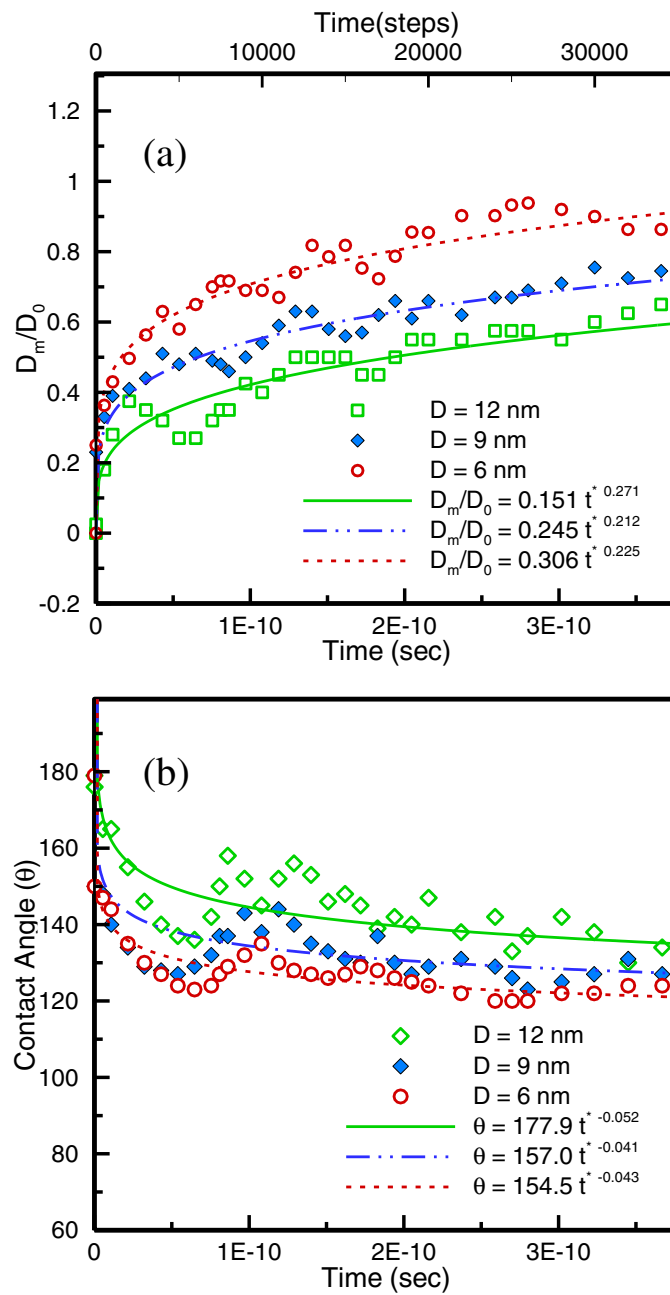 Time(steps)
0 10000 20000 30000
(a)
1.2
1
0.8
0.6
0.4
0.2
0
-0.2
D_m/D_0
D = 12 nm
D = 9 nm
D = 6 nm
D_m/D_0 = 0.151 t^* 0.271
D_m/D_0 = 0.245 t^* 0.212
D_m/D_0 = 0.306 t^* 0.225
0 1E-10 2E-10 3E-10
Time (sec)
(b)
180
160
140
120
100
80
60
Contact Angle (θ)
D = 12 nm
D = 9 nm
D = 6 nm
θ = 177.9 t^* -0.052
θ = 157.0 t^* -0.041
θ = 154.5 t^* -0.043
0 1E-10 2E-10 3E-10
Time (sec)